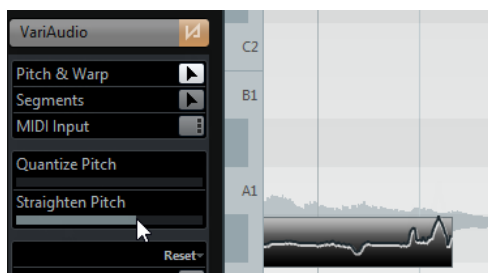 VariAudio
C2
Pitch & Warp
Segments
B1
MIDI Input
Quantize Pitch
A1
Straighten Pitch
Reset